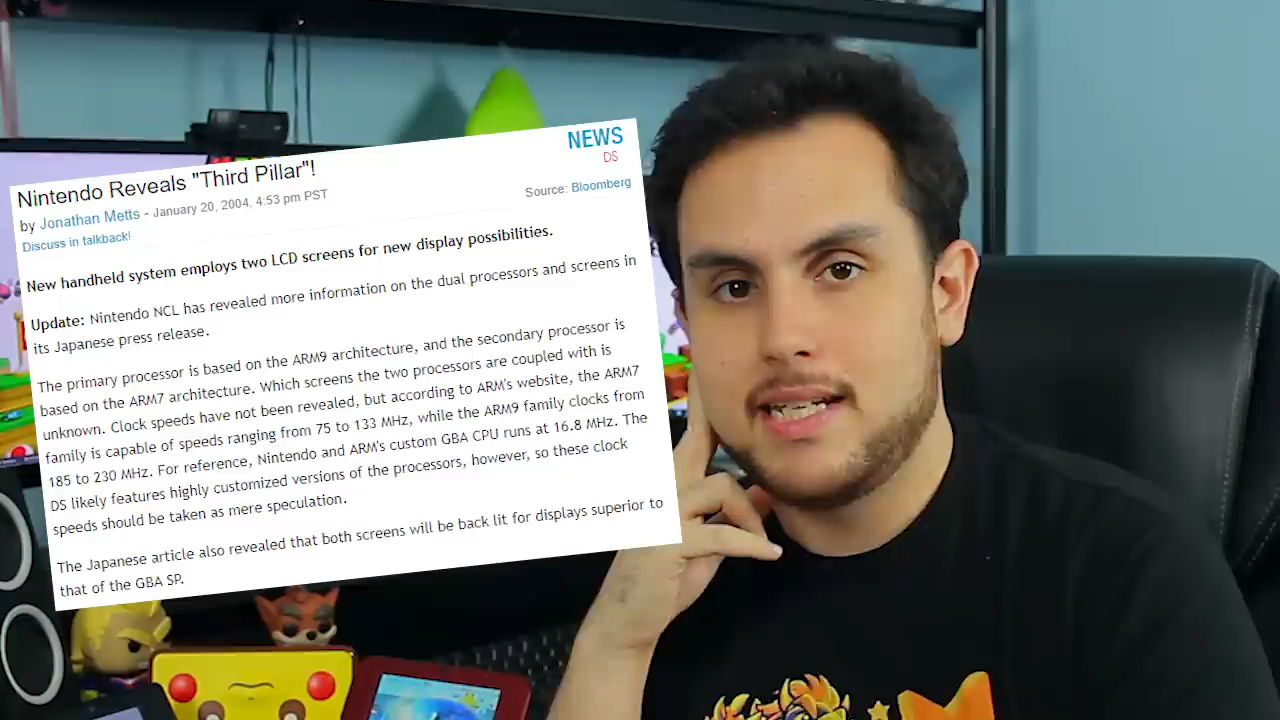 NEWS
DS
Nintendo Reveals "Third Pillar"!
by Jonathan Metts - January 20, 2004, 4:53 pm PST
Source: Bloomberg
Discuss in talkback!
New handheld system employs two LCD screens for new display possibilities.
Update: Nintendo NCL has revealed more information on the dual processors and screens in
its Japanese press release.
The primary processor is based on the ARM9 architecture, and the secondary processor is
based on the ARM7 architecture. Which screens the two processors are coupled with is
unknown. Clock speeds have not been revealed, but according to ARM's website, the ARM7
family is capable of speeds ranging from 75 to 133 MHz, while the ARM9 family clocks from
185 to 230 MHz. For reference, Nintendo and ARM's custom GBA CPU runs at 16.8 MHz. The
DS likely features highly customized versions of the processors, however, so these clock
speeds should be taken as mere speculation.
The Japanese article also revealed that both screens will be back lit for displays superior to
that of the GBA SP.